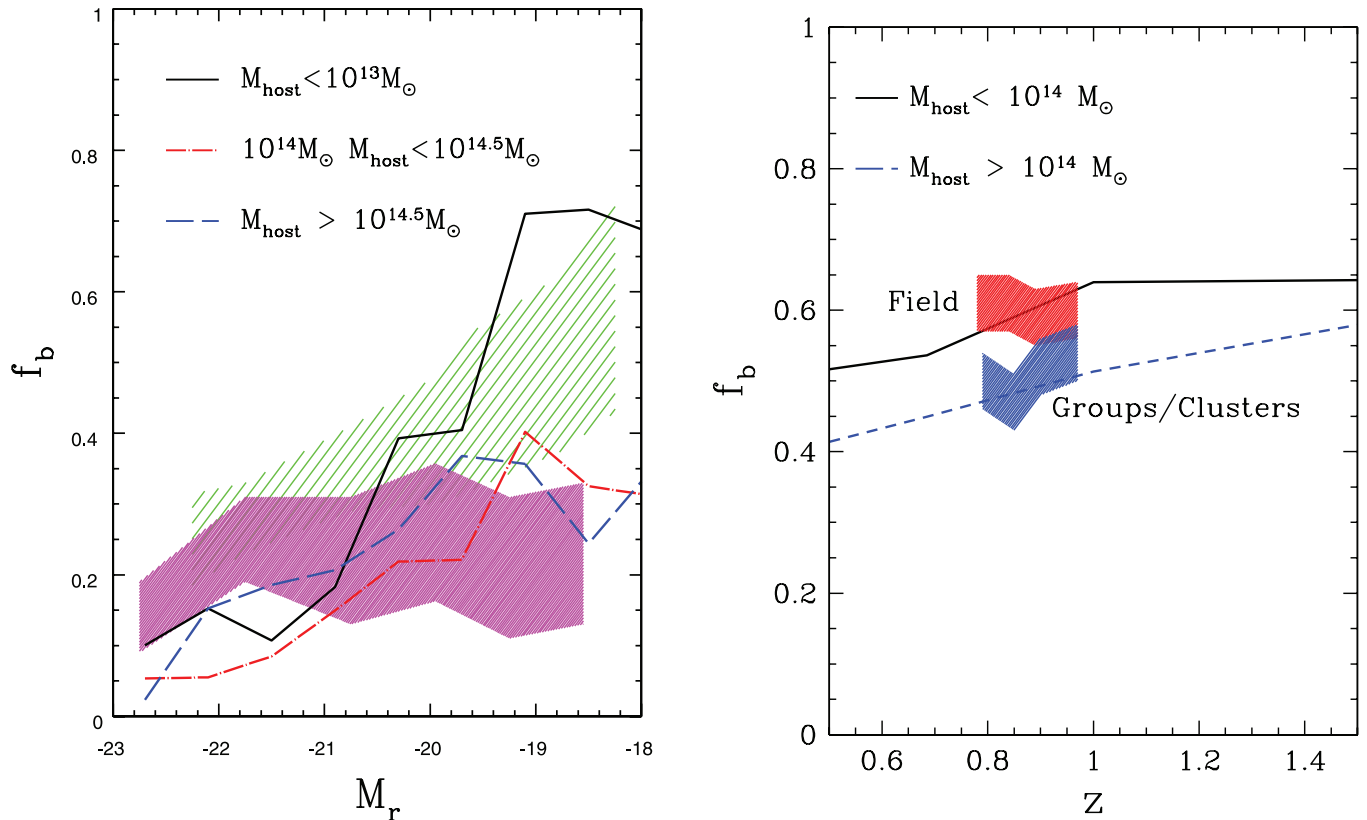 1
0.8
0.6
0.4
0.2
0
f_b
M_host<10^13M_⊙
10^14M_⊙ M_host<10^14.5M_⊙
M_host > 10^14.5M_⊙
-23 -22 -21 -20 -19 -18
M_r
1
0.8
0.6
0.4
0.2
0
f_b
M_host< 10^14 M_⊙
M_host > 10^14 M_⊙
Field
Groups/Clusters
0.6 0.8 1 1.2 1.4
z